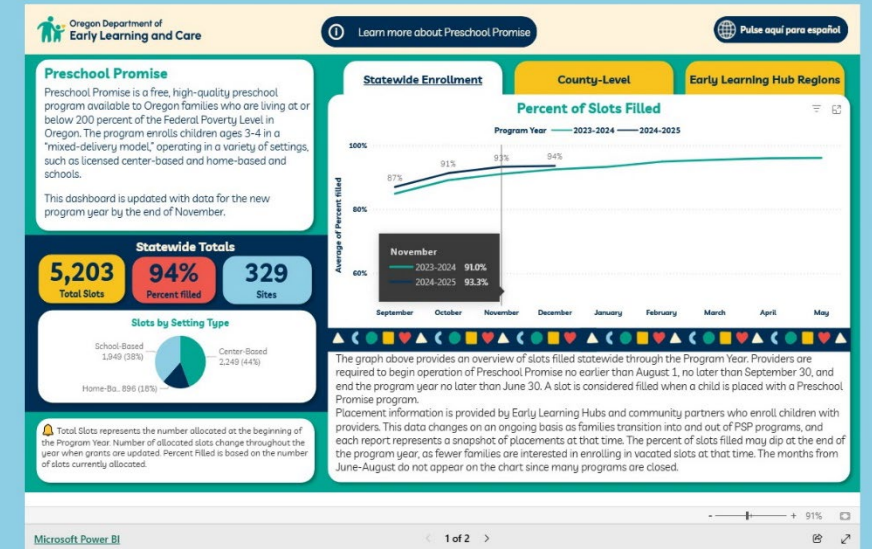 Oregon Department of
Early Learning and Care
Learn more about Preschool Promise
Pulse aquí para español
Preschool Promise
Preschool Promise is a free, high-quality preschool
program available to Oregon families who are living at or
below 200 percent of the Federal Poverty Level in
Oregon. The program enrolls children ages 3-4 in a
"mixed-delivery model," operating in a variety of settings,
such as licensed center-based and home-based and
schools.
This dashboard is updated with data for the new
program year by the end of November.
Statewide Totals
5,203
Total Slots
94%
Percent filled
329
Sites
Slots by Setting Type
School-Based
1,949 (38%)
Center-Based
2,249 (44%)
Home-Ba.. 896 (18%)
Total Slots represents the number allocated at the beginning of
the Program Year. Number of allocated slots change throughout the
year when grants are updated. Percent Filled is based on the number
of slots currently allocated.
Statewide Enrollment
County-Level
Early Learning Hub Regions
Percent of Slots Filled
Program Year 2023-2024 2024-2025
Average of Percent filled
100%
80%
60%
87%
91%
93%
94%
November
2023-2024 91.0%
2024-2025 93.3%
September October November December January February March April May
The graph above provides an overview of slots filled statewide through the Program Year. Providers are
required to begin operation of Preschool Promise no earlier than August 1, no later than September 30, and
end the program year no later than June 30. A slot is considered filled when a child is placed with a Preschool
Promise program.
Placement information is provided by Early Learning Hubs and community partners who enroll children with
providers. This data changes on an ongoing basis as families transition into and out of PSP programs, and
each report represents a snapshot of placements at that time. The percent of slots filled may dip at the end of
the program year, as fewer families are interested in enrolling in vacated slots at that time. The months from
June-August do not appear on the chart since many programs are closed.
- + 91%
Microsoft Power BI
< 1 of 2 >